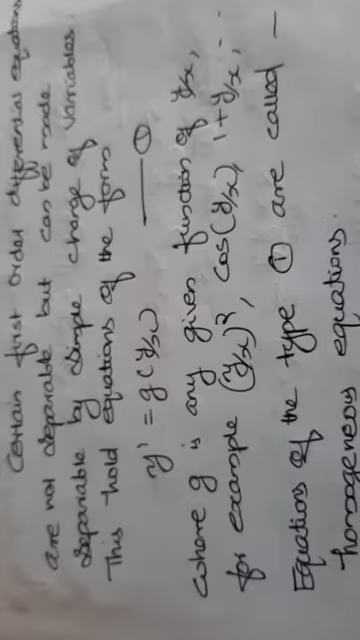 Certain first order differential equations
are not separable but can be made
separable by simple change of variables.
This hold equations of the form
y' = g(y/x) —— ①
where g is any given function of y/x,
for example (y/x)², cos(y/x), 1+y/x, ...
Equations of the type ① are called —
homogeneous equations.